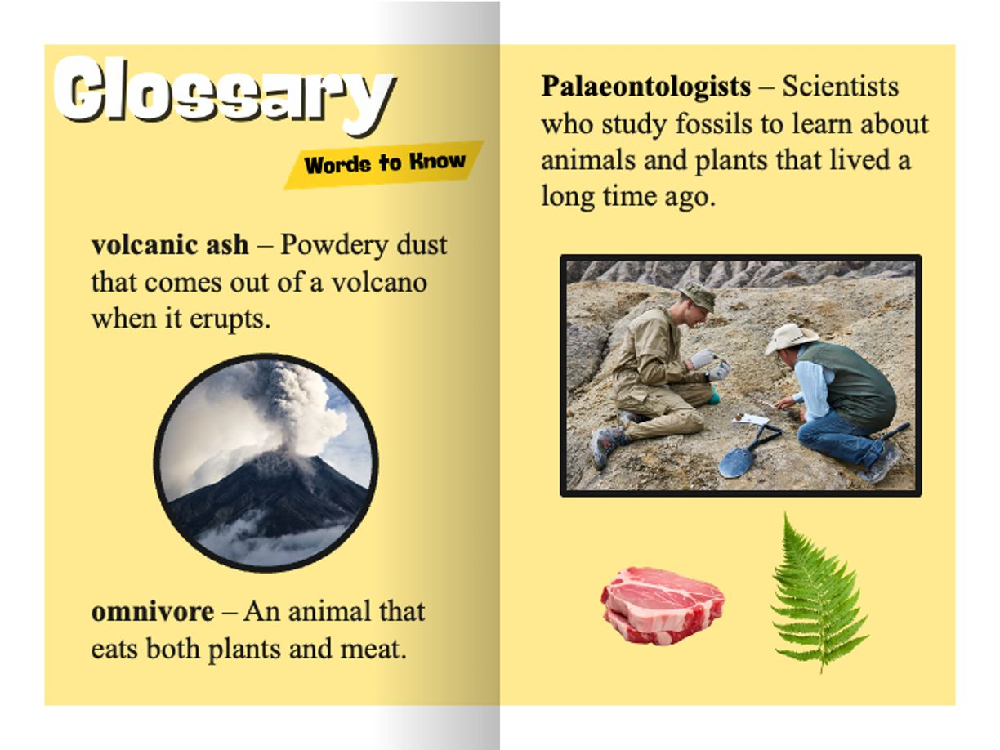 Glossary
Words to Know
volcanic ash – Powdery dust
that comes out of a volcano
when it erupts.
omnivore – An animal that
eats both plants and meat.
Palaeontologists – Scientists
who study fossils to learn about
animals and plants that lived a
long time ago.